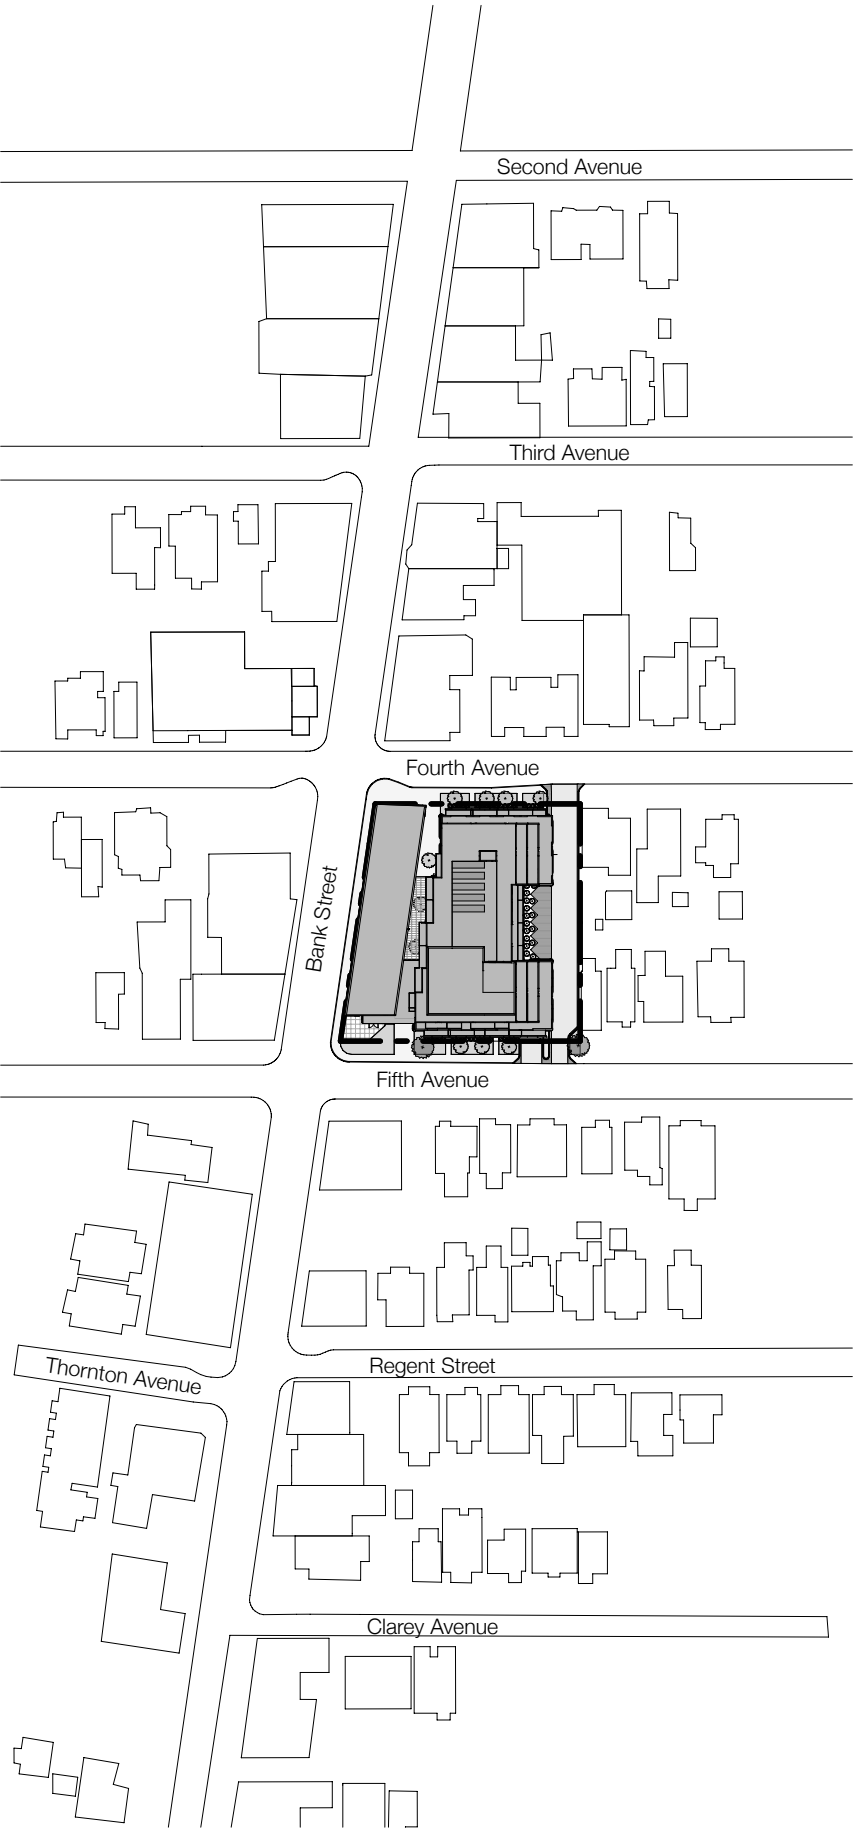 Second Avenue
Third Avenue
Fourth Avenue
Bank Street
Fifth Avenue
Thornton Avenue
Regent Street
Clarey Avenue